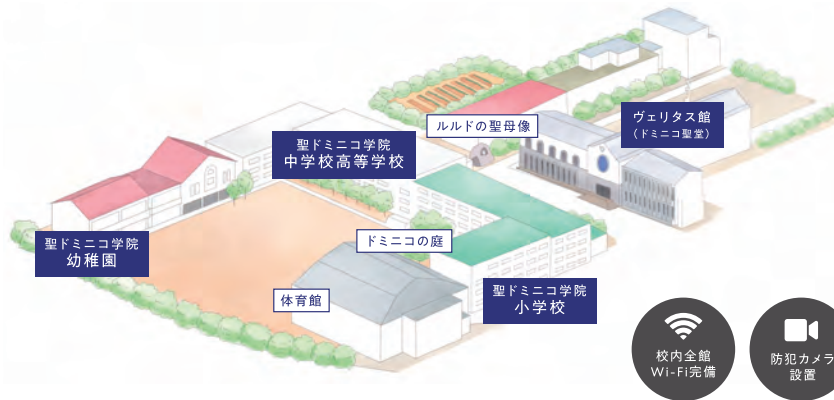 ルルドの聖母像
ヴェリタス館
（ドミニコ聖堂）
聖ドミニコ学院
中学校高等学校
聖ドミニコ学院
幼稚園
ドミニコの庭
体育館
聖ドミニコ学院
小学校
校内全館
Wi-Fi完備
防犯カメラ
設置